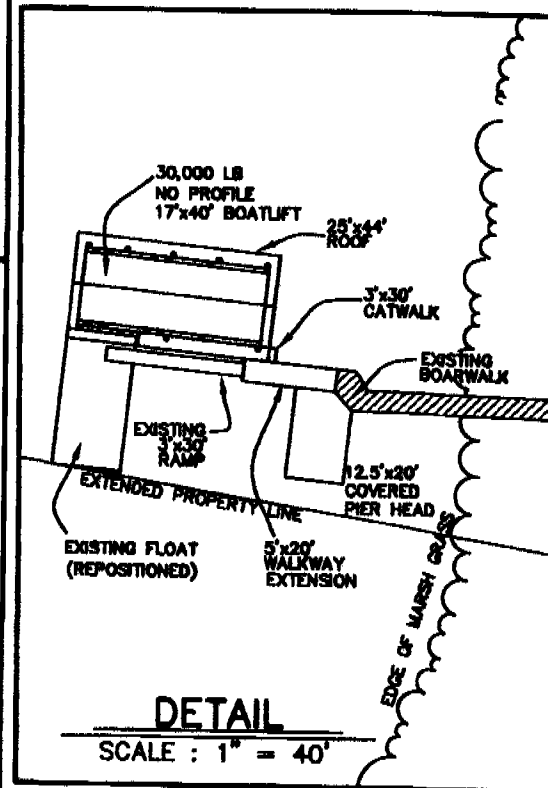 30,000 LB
NO PROFILE
17'x40' BOATLIFT
25'x44'
ROOF
3'x30'
CATWALK
EXISTING
BOARWALK
EXISTING
3'x30'
RAMP
12.5'x20'
COVERED
PIER HEAD
EXTENDED PROPERTY LINE
EXISTING FLOAT
(REPOSITIONED)
5'x20'
WALKWAY
EXTENSION
EDGE OF MARSH GRASS
DETAIL
SCALE : 1" = 40'